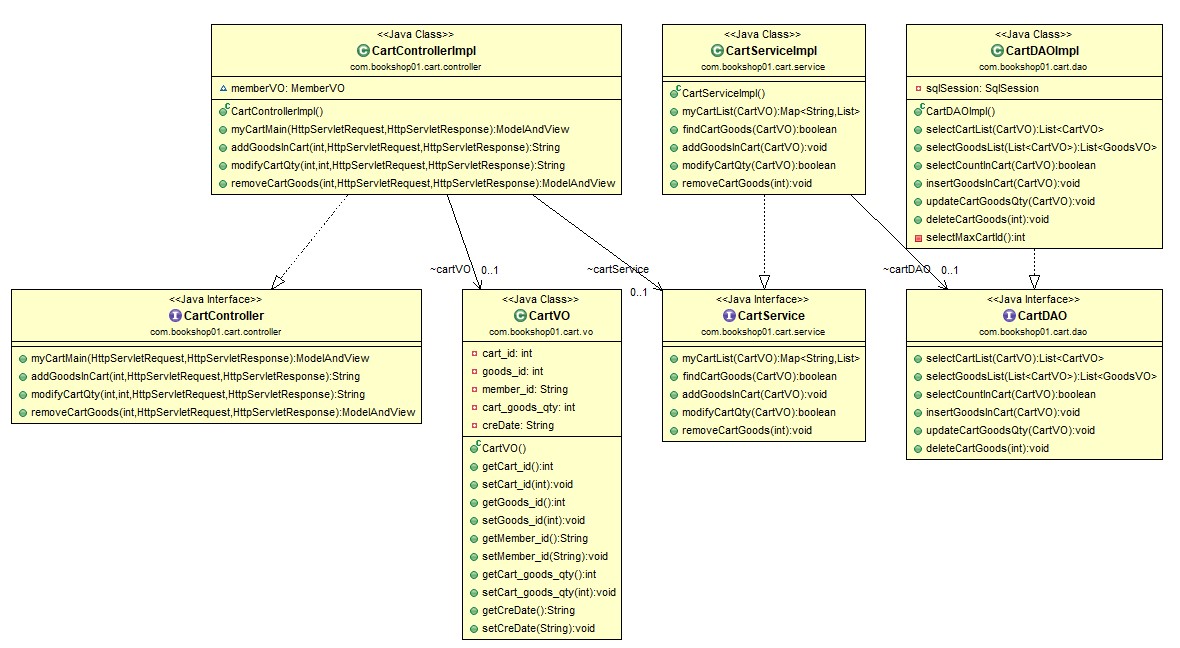 <<Java Class>>
CartControllerImpl
com.bookshop01.cart.controller
memberVO: MemberVO
CartControllerImpl()
myCartMain(HttpServletRequest,HttpServletResponse):ModelAndView
addGoodsInCart(int,HttpServletRequest,HttpServletResponse):String
modifyCartQty(int,int,HttpServletRequest,HttpServletResponse):String
removeCartGoods(int,HttpServletRequest,HttpServletResponse):ModelAndView
<<Java Class>>
CartServiceImpl
com.bookshop01.cart.service
CartServiceImpl()
myCartList(CartVO):Map<String,List>
findCartGoods(CartVO):boolean
addGoodsInCart(CartVO):void
modifyCartQty(CartVO):boolean
removeCartGoods(int):void
<<Java Class>>
CartDAOImpl
com.bookshop01.cart.dao
sqlSession: SqlSession
CartDAOImpl()
selectCartList(CartVO):List<CartVO>
selectGoodsList(List<CartVO>):List<GoodsVO>
selectCountInCart(CartVO):boolean
insertGoodsInCart(CartVO):void
updateCartGoodsQty(CartVO):void
deleteCartGoods(int):void
selectMaxCartId():int
~cartVO 0..1
~cartService
0..1
~cartDAO 0..1
<<Java Interface>>
CartController
com.bookshop01.cart.controller
myCartMain(HttpServletRequest,HttpServletResponse):ModelAndView
addGoodsInCart(int,HttpServletRequest,HttpServletResponse):String
modifyCartQty(int,int,HttpServletRequest,HttpServletResponse):String
removeCartGoods(int,HttpServletRequest,HttpServletResponse):ModelAndView
<<Java Class>>
CartVO
com.bookshop01.cart.vo
cart_id: int
goods_id: int
member_id: String
cart_goods_qty: int
creDate: String
CartVO()
getCart_id():int
setCart_id(int):void
getGoods_id():int
setGoods_id(int):void
getMember_id():String
setMember_id(String):void
getCart_goods_qty():int
setCart_goods_qty(int):void
getCreDate():String
setCreDate(String):void
<<Java Interface>>
CartService
com.bookshop01.cart.service
myCartList(CartVO):Map<String,List>
findCartGoods(CartVO):boolean
addGoodsInCart(CartVO):void
modifyCartQty(CartVO):boolean
removeCartGoods(int):void
<<Java Interface>>
CartDAO
com.bookshop01.cart.dao
selectCartList(CartVO):List<CartVO>
selectGoodsList(List<CartVO>):List<GoodsVO>
selectCountInCart(CartVO):boolean
insertGoodsInCart(CartVO):void
updateCartGoodsQty(CartVO):void
deleteCartGoods(int):void